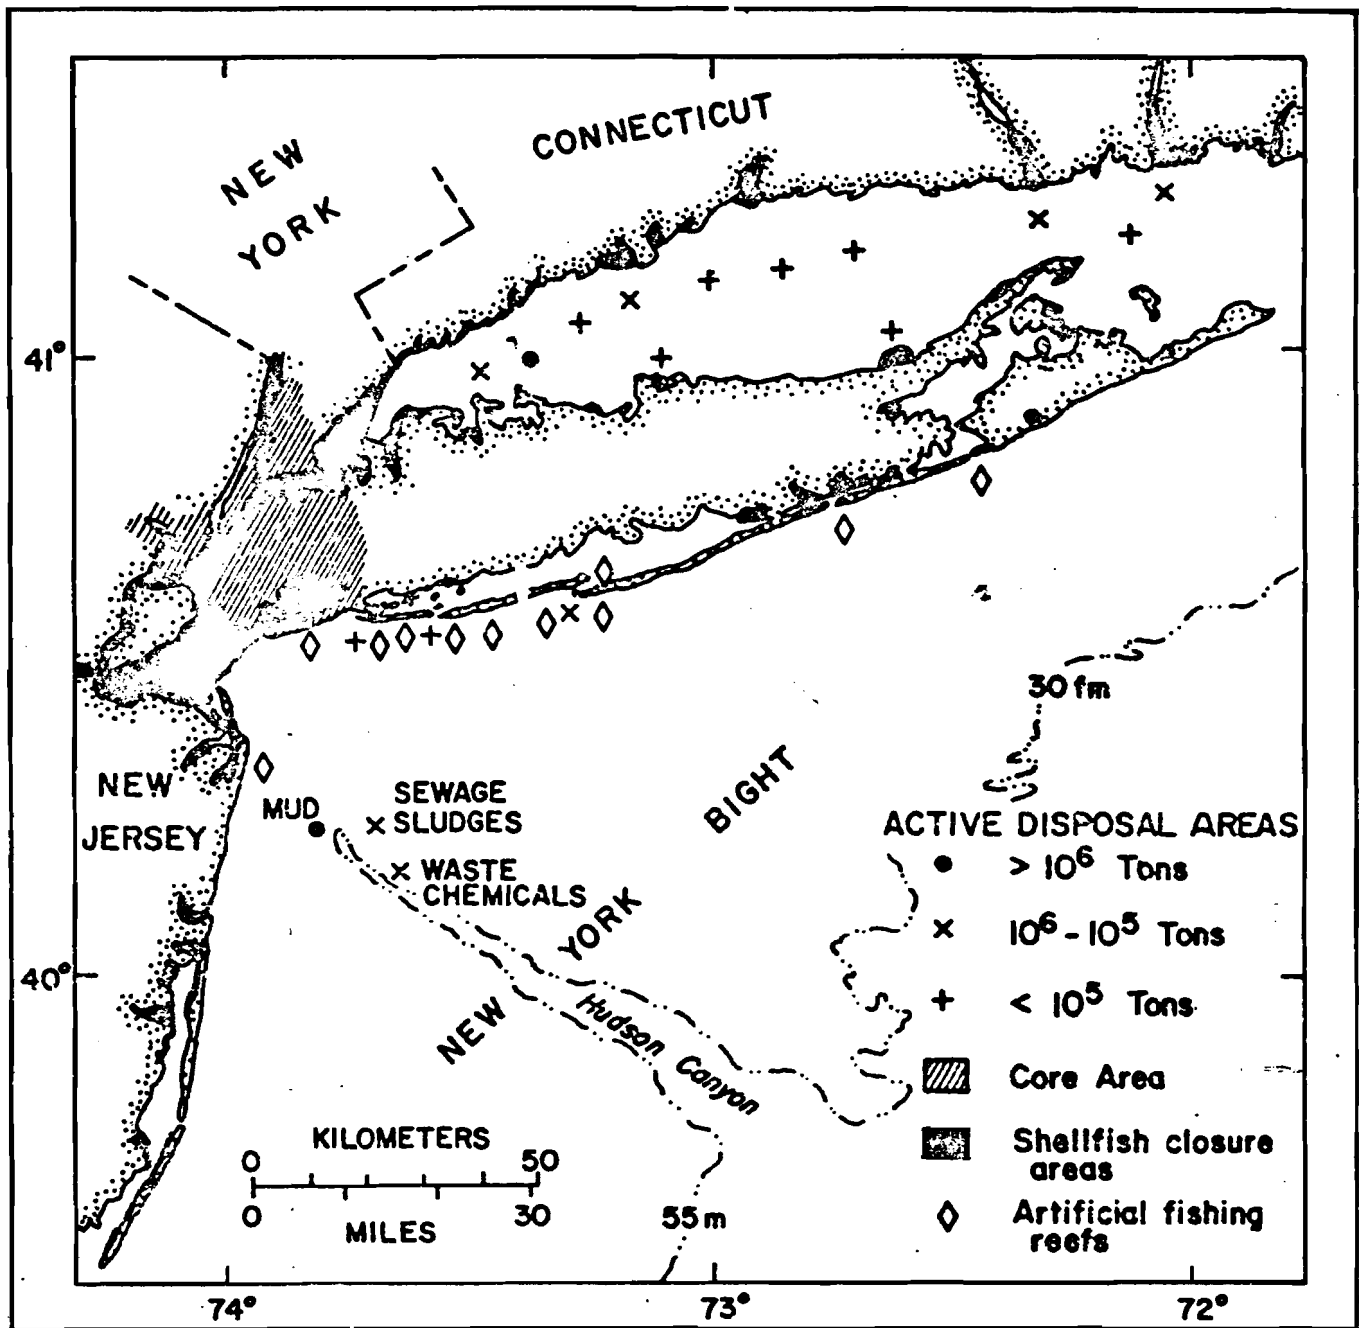 CONNECTICUT
NEW
YORK
41°
30 fm
NEW
JERSEY
MUD
SEWAGE
SLUDGES
WASTE
CHEMICALS
NEW YORK BIGHT
Hudson Canyon
40°
ACTIVE DISPOSAL AREAS
> 10⁶ Tons
10⁶ - 10⁵ Tons
< 10⁵ Tons
Core Area
Shellfish closure
areas
Artificial fishing
reefs
KILOMETERS
0 50
0 30
MILES
55m
74° 73° 72°